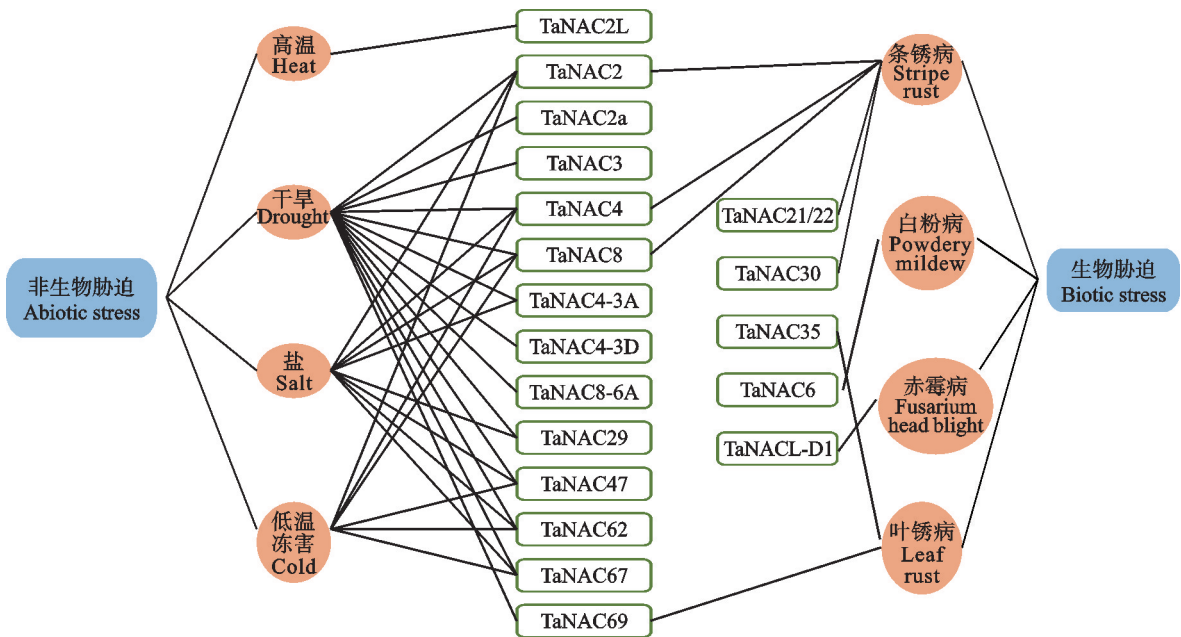 非生物胁迫
Abiotic stress
高温
Heat
干旱
Drought
盐
Salt
低温
冻害
Cold
TaNAC2L
TaNAC2
TaNAC2a
TaNAC3
TaNAC4
TaNAC8
TaNAC4-3A
TaNAC4-3D
TaNAC8-6A
TaNAC29
TaNAC47
TaNAC62
TaNAC67
TaNAC69
TaNAC21/22
TaNAC30
TaNAC35
TaNAC6
TaNACL-D1
条锈病
Stripe
rust
白粉病
Powdery
mildew
赤霉病
Fusarium
head blight
叶锈病
Leaf
rust
生物胁迫
Biotic stress